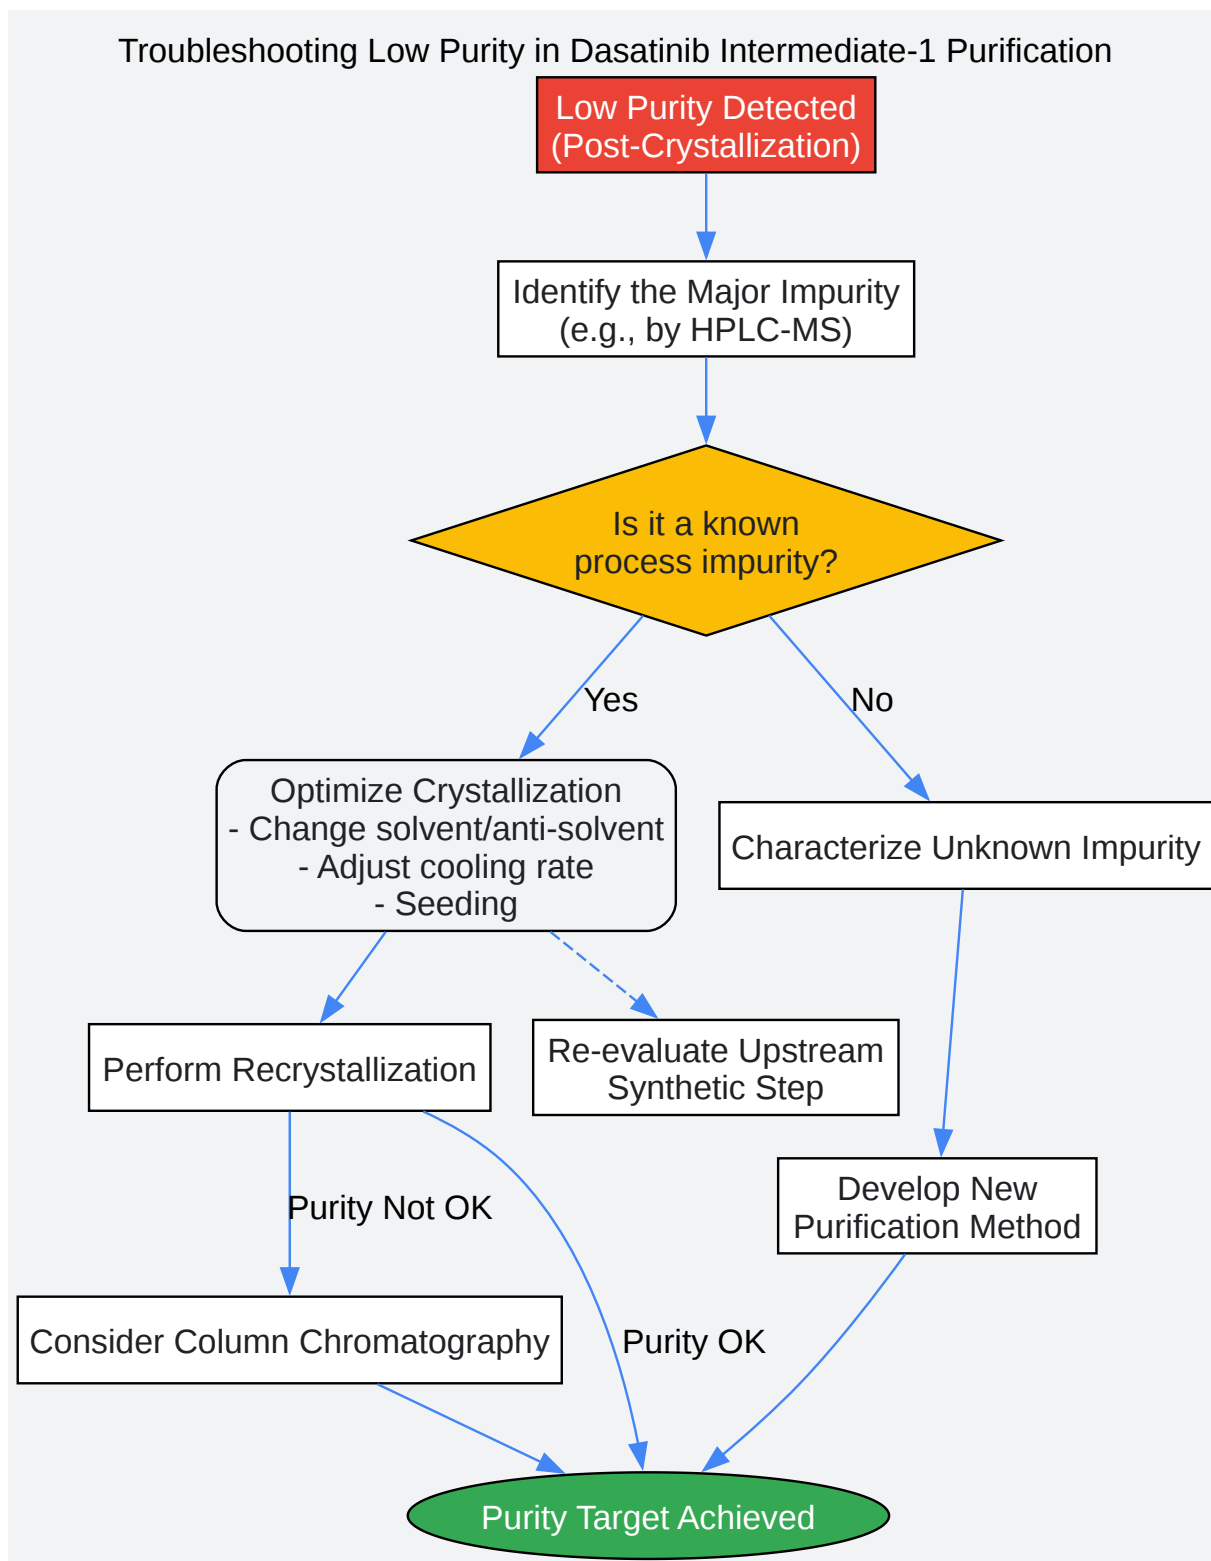 Troubleshooting Low Purity in Dasatinib Intermediate-1 Purification
Low Purity Detected
(Post-Crystallization)
Identify the Major Impurity
(e.g., by HPLC-MS)
Is it a known
process impurity?
Yes
No
Optimize Crystallization
- Change solvent/anti-solvent
- Adjust cooling rate
- Seeding
Characterize Unknown Impurity
Perform Recrystallization
Re-evaluate Upstream
Synthetic Step
Purity Not OK
Develop New
Purification Method
Consider Column Chromatography
Purity OK
Purity Target Achieved